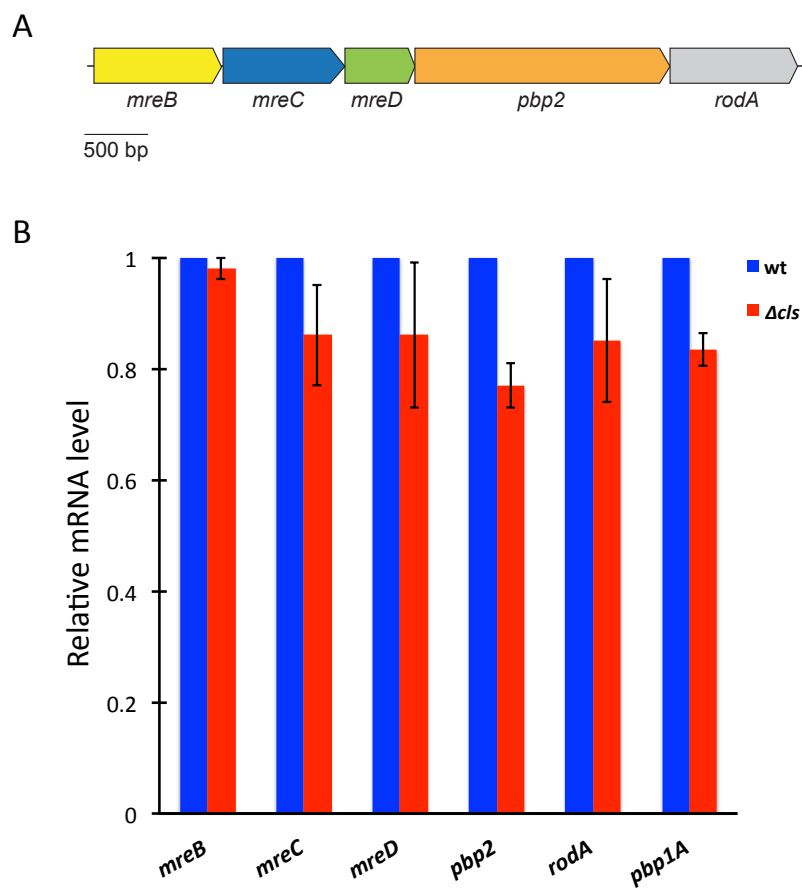 A
mreB mreC mreD pbp2 rodA
500 bp
B
Relative mRNA level
1
0.8
0.6
0.4
0.2
0
wt
Δcls
mreB mreC mreD pbp2 rodA pbp1A